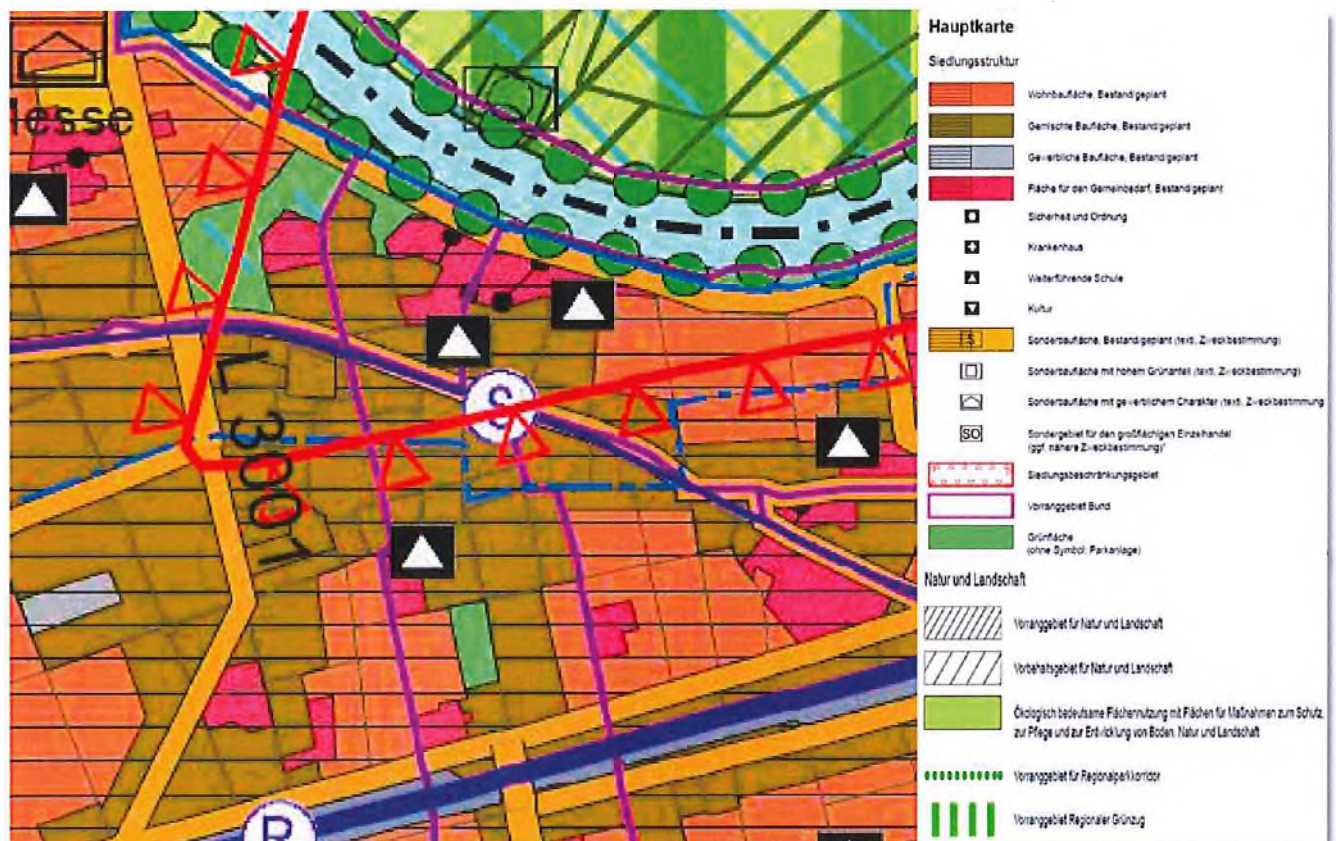 lesse
L 3001
S
R
Hauptkarte
Siedlungsstruktur
Wohnbaufläche, Bestand/geplant
Gemischte Baufläche, Bestand/geplant
Gewerbliche Baufläche, Bestand/geplant
Fläche für den Gemeinbedarf, Bestand/geplant
Sicherheit und Ordnung
Krankenhaus
Weiterführende Schule
Kultur
S
Sonderbaufläche, Bestand/geplant (textl. Zweckbestimmung)
Sonderbaufläche mit hohem Grünanteil (textl. Zweckbestimmung)
Sonderbaufläche mit gewerblichem Charakter (textl. Zweckbestimmung
SO
Sondergebiet für den großflächigen Einzelhandel
(ggf. nähere Zweckbestimmung)*
Siedlungsbeschränkungsgebiet
Vorranggebiet Bund
Grünfläche
(ohne Symbol: Parkanlage)
Natur und Landschaft
Vorranggebiet für Natur und Landschaft
Vorbehaltsgebiet für Natur und Landschaft
Ökologisch bedeutsame Flächennutzung mit Flächen für Maßnahmen zum Schutz,
zur Pflege und zur Entwicklung von Boden, Natur und Landschaft
Vorranggebiet für Regionalparkkorridor
Vorranggebiet Regionaler Grünzug